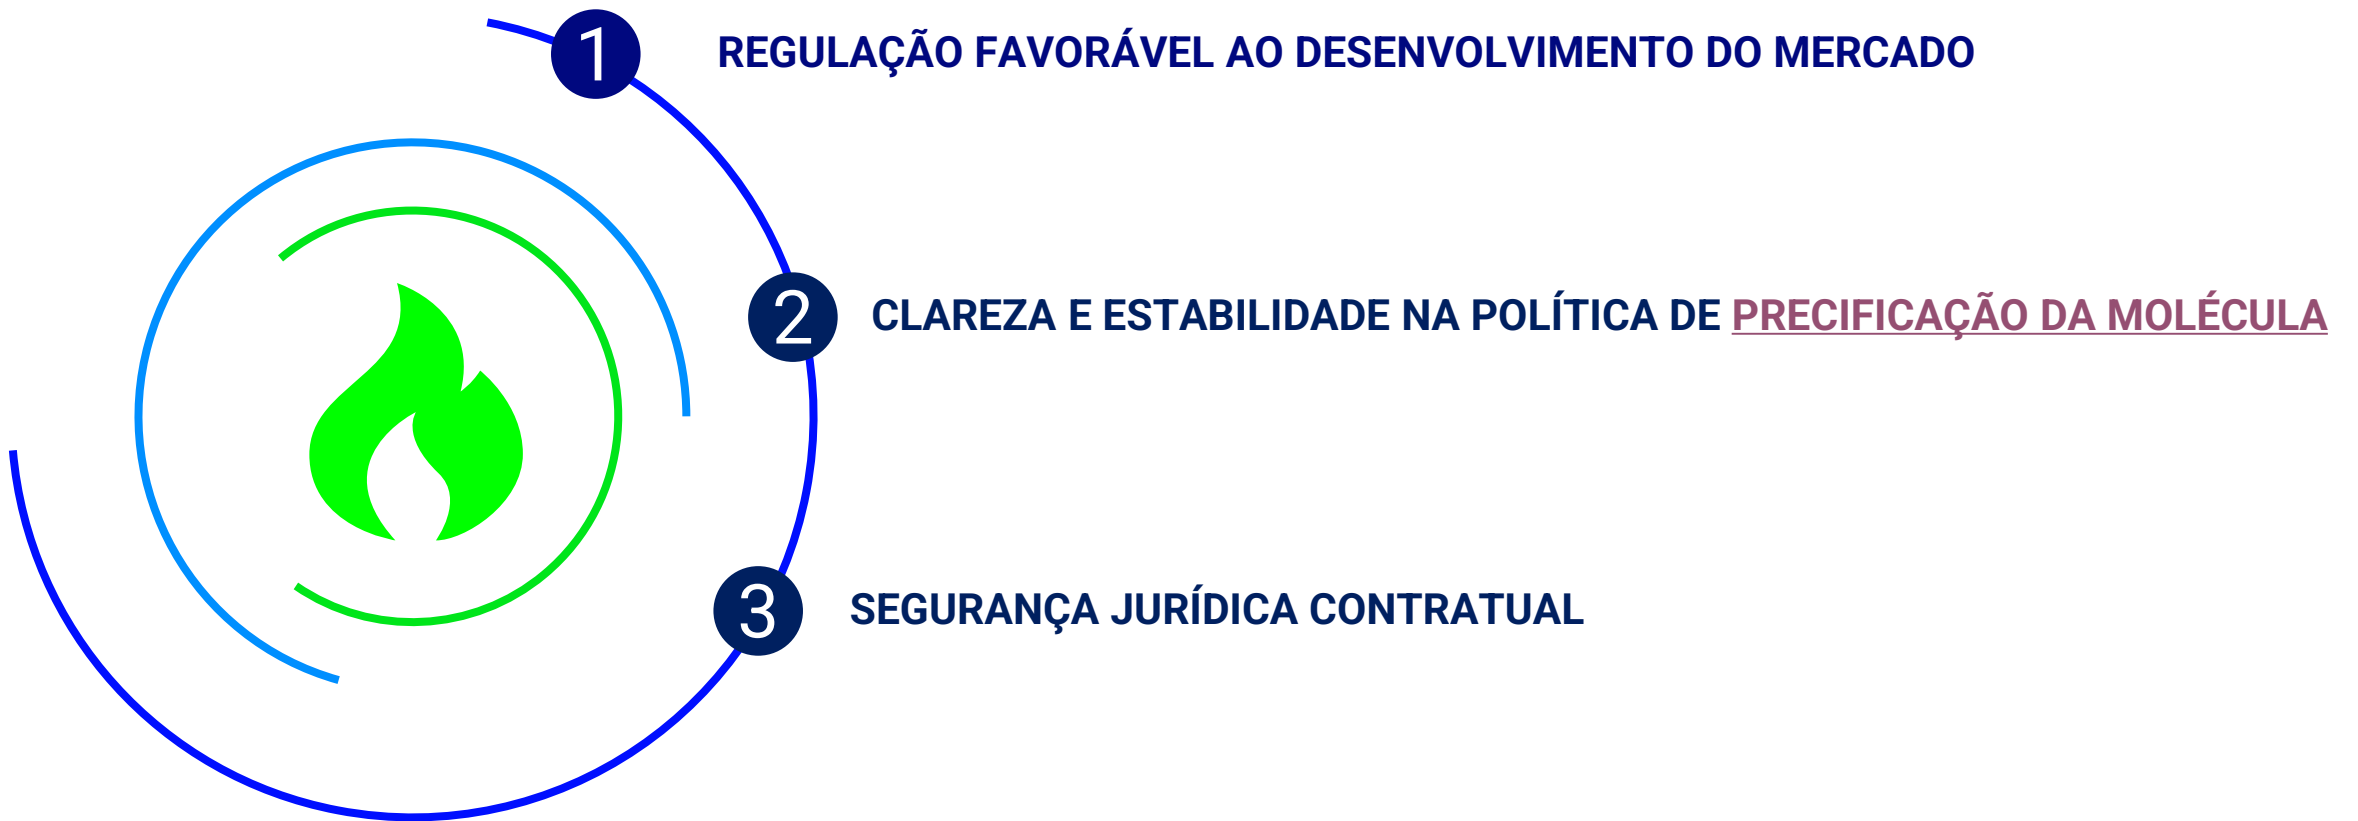 1 REGULAÇÃO FAVORÁVEL AO DESENVOLVIMENTO DO MERCADO
2 CLAREZA E ESTABILIDADE NA POLÍTICA DE PRECIFICAÇÃO DA MOLÉCULA
3 SEGURANÇA JURÍDICA CONTRATUAL